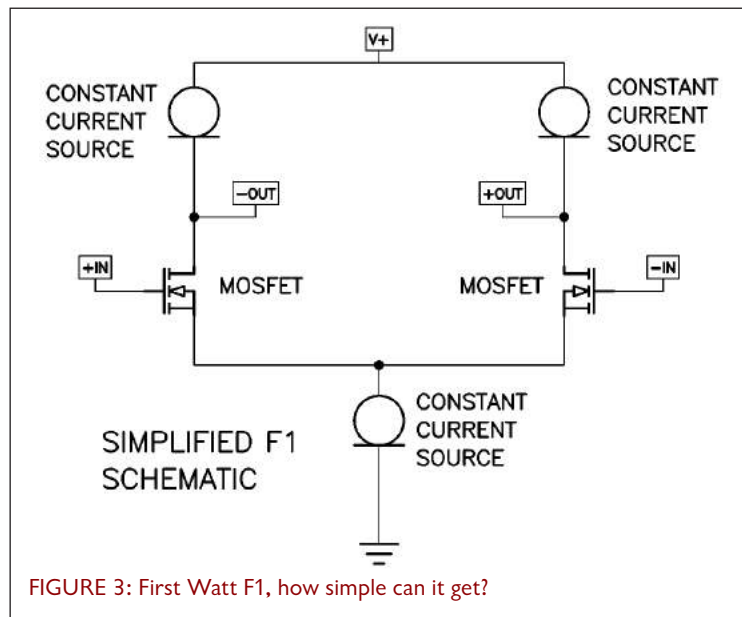 V+
CONSTANT
CURRENT
SOURCE
CONSTANT
CURRENT
SOURCE
-OUT
+OUT
+IN
MOSFET
MOSFET
-IN
CONSTANT
CURRENT
SOURCE
SIMPLIFIED F1
SCHEMATIC
FIGURE 3: First Watt F1, how simple can it get?